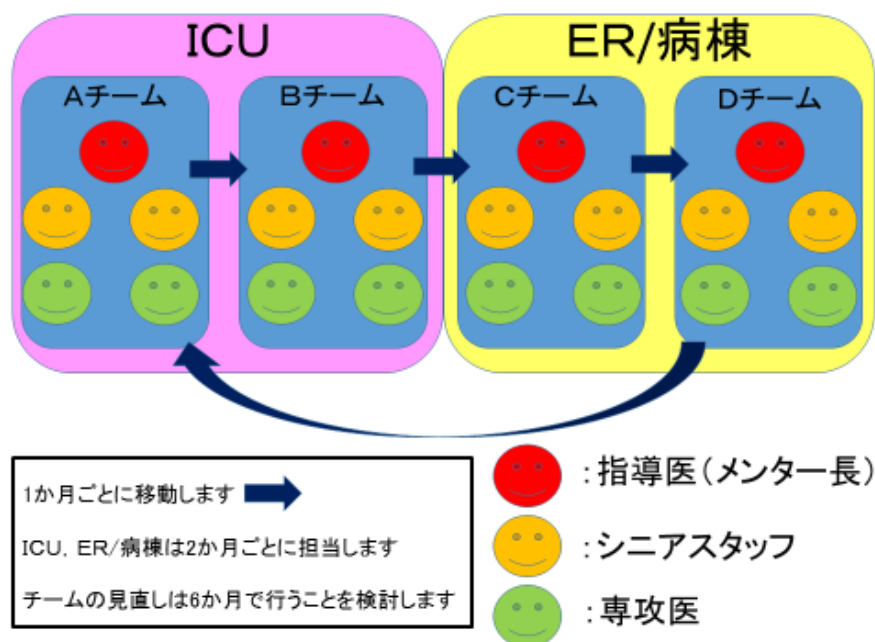 ICU
ER/病棟
Aチーム
Bチーム
Cチーム
Dチーム
1か月ごとに移動します
ICU, ER/病棟は2か月ごとに担当します
チームの見直しは6か月で行うことを検討します
:指導医(メンター長)
:シニアスタッフ
:専攻医